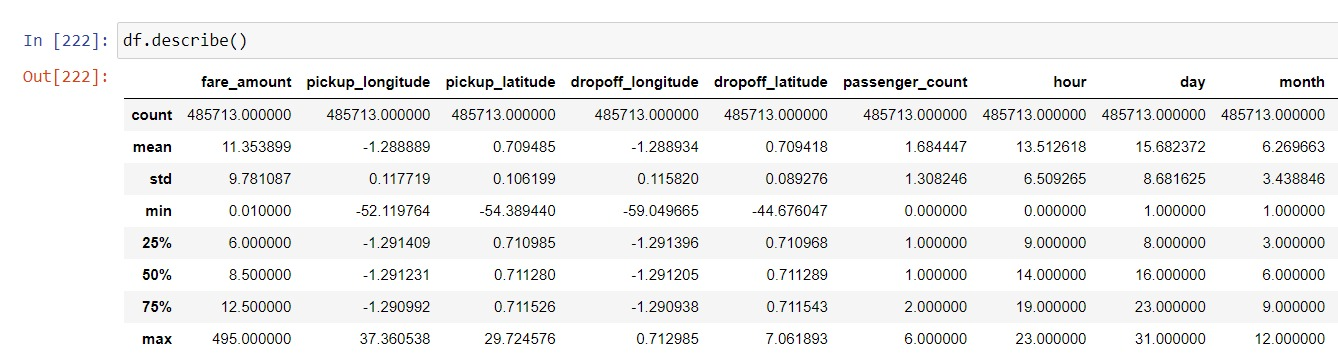 In [222]: df.describe()
Out[222]:
fare_amount pickup_longitude pickup_latitude dropoff_longitude dropoff_latitude passenger_count hour day month
count 485713.000000 485713.000000 485713.000000 485713.000000 485713.000000 485713.000000 485713.000000 485713.000000 485713.000000
mean 11.353899 -1.288889 0.709485 -1.288934 0.709418 1.684447 13.512618 15.682372 6.269663
std 9.781087 0.117719 0.106199 0.115820 0.089276 1.308246 6.509265 8.681625 3.438846
min 0.010000 -52.119764 -54.389440 -59.049665 -44.676047 0.000000 0.000000 1.000000 1.000000
25% 6.000000 -1.291409 0.710985 -1.291396 0.710968 1.000000 9.000000 8.000000 3.000000
50% 8.500000 -1.291231 0.711280 -1.291205 0.711289 1.000000 14.000000 16.000000 6.000000
75% 12.500000 -1.290992 0.711526 -1.290938 0.711543 2.000000 19.000000 23.000000 9.000000
max 495.000000 37.360538 29.724576 0.712985 7.061893 6.000000 23.000000 31.000000 12.000000